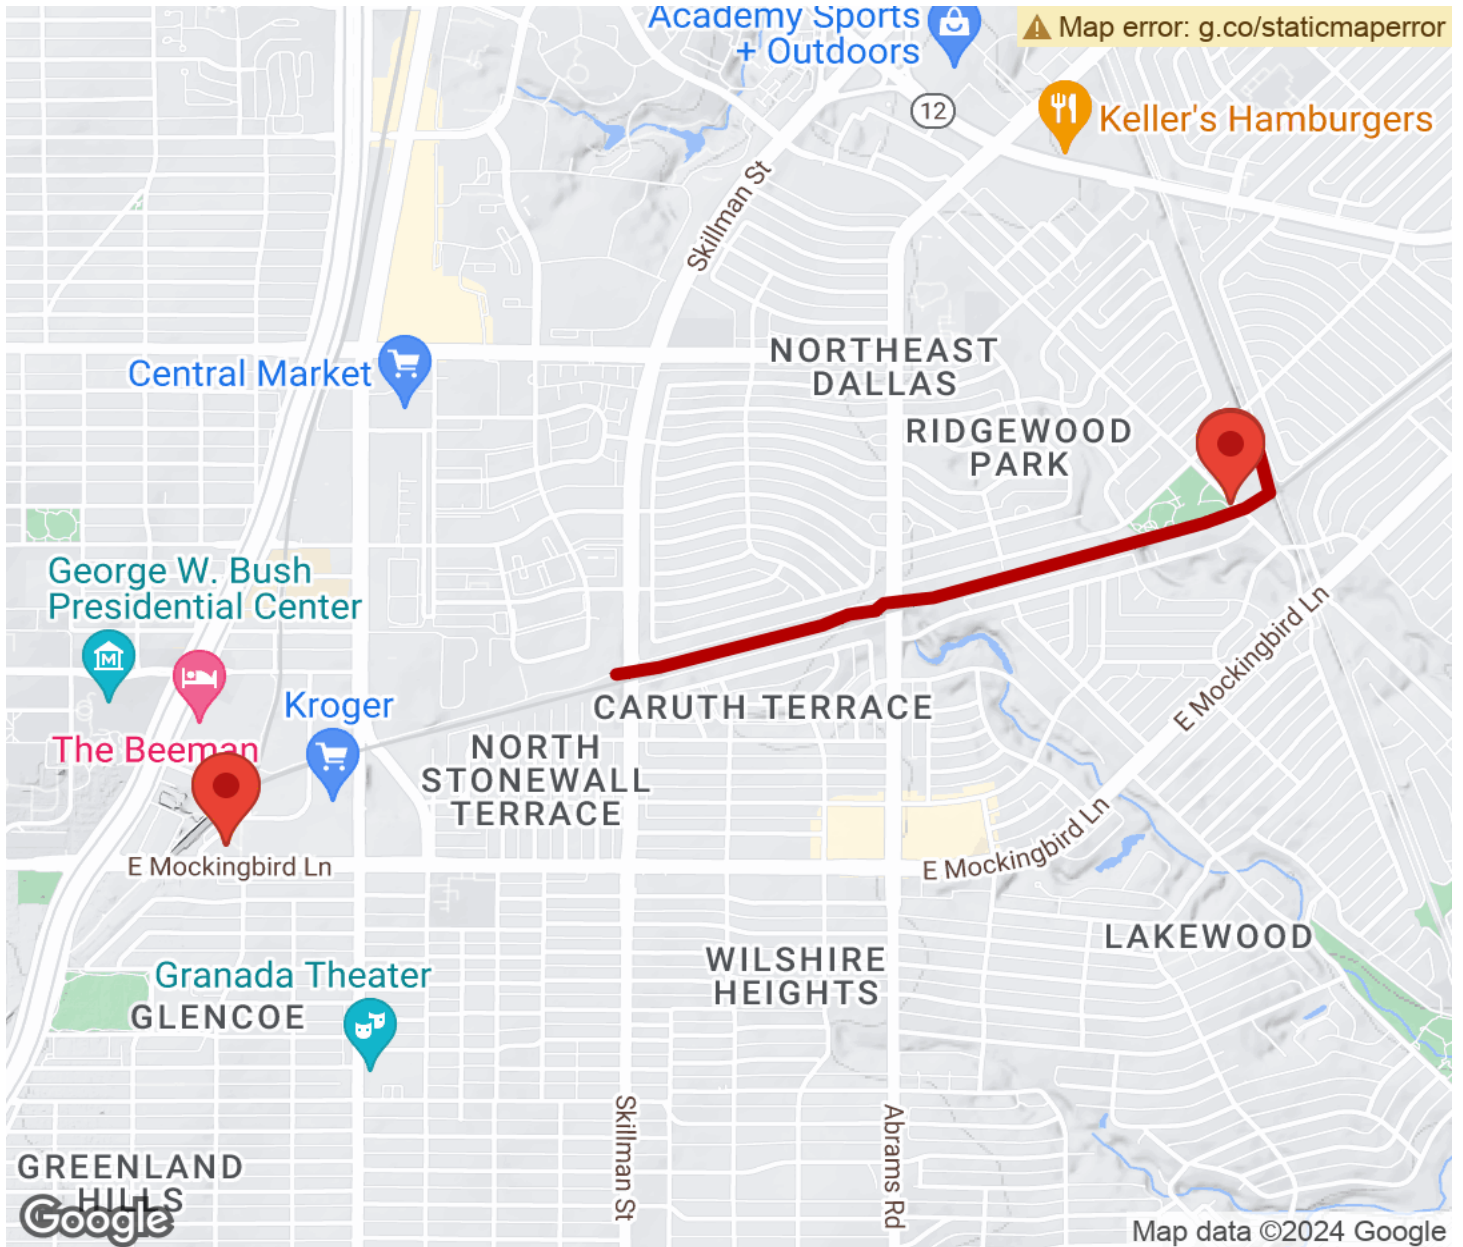 Academy Sports
+ Outdoors
Map error: g.co/staticmaperror
12
Keller's Hamburgers
Skillman St
NORTHEAST
DALLAS
Central Market
RIDGEWOOD
PARK
George W. Bush
Presidential Center
E Mockingbird Ln
Kroger
CARUTH TERRACE
The Beeman
NORTH
STONEWALL
TERRACE
E Mockingbird Ln
E Mockingbird Ln
LAKEWOOD
WILSHIRE
HEIGHTS
Granada Theater
GLENCOE
Skillman St
Abrams Rd
GREENLAND
HILLS
Google
Map data ©2024 Google